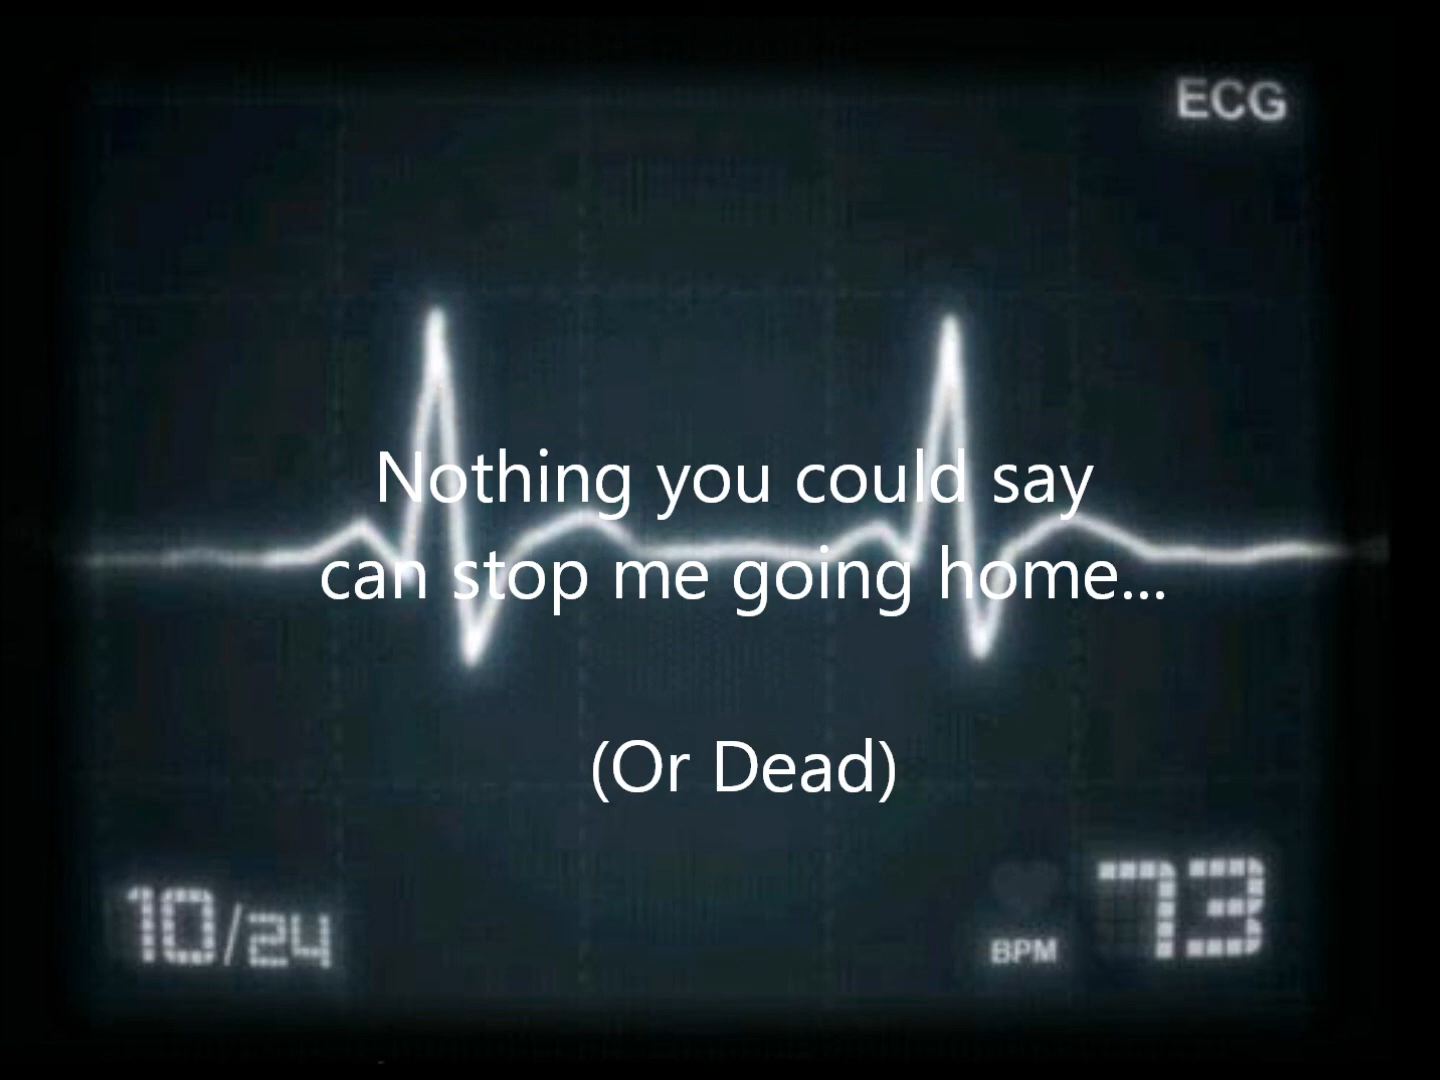 ECG
Nothing you could say
can stop me going home...
(Or Dead)
10/24
BPM 73